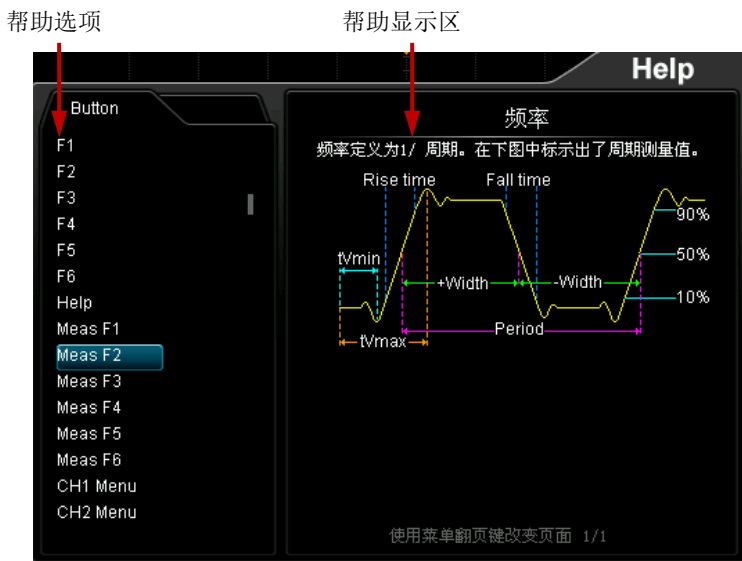 帮助选项
帮助显示区
Help
Button
F1
F2
F3
F4
F5
F6
Help
Meas F1
Meas F2
Meas F3
Meas F4
Meas F5
Meas F6
CH1 Menu
CH2 Menu
频率
频率定义为1/ 周期。在下图中标示出了周期测量值。
Rise time
Fall time
90%
50%
10%
tVmin
+Width
-Width
Period
tVmax
使用菜单翻页键改变页面 1/1